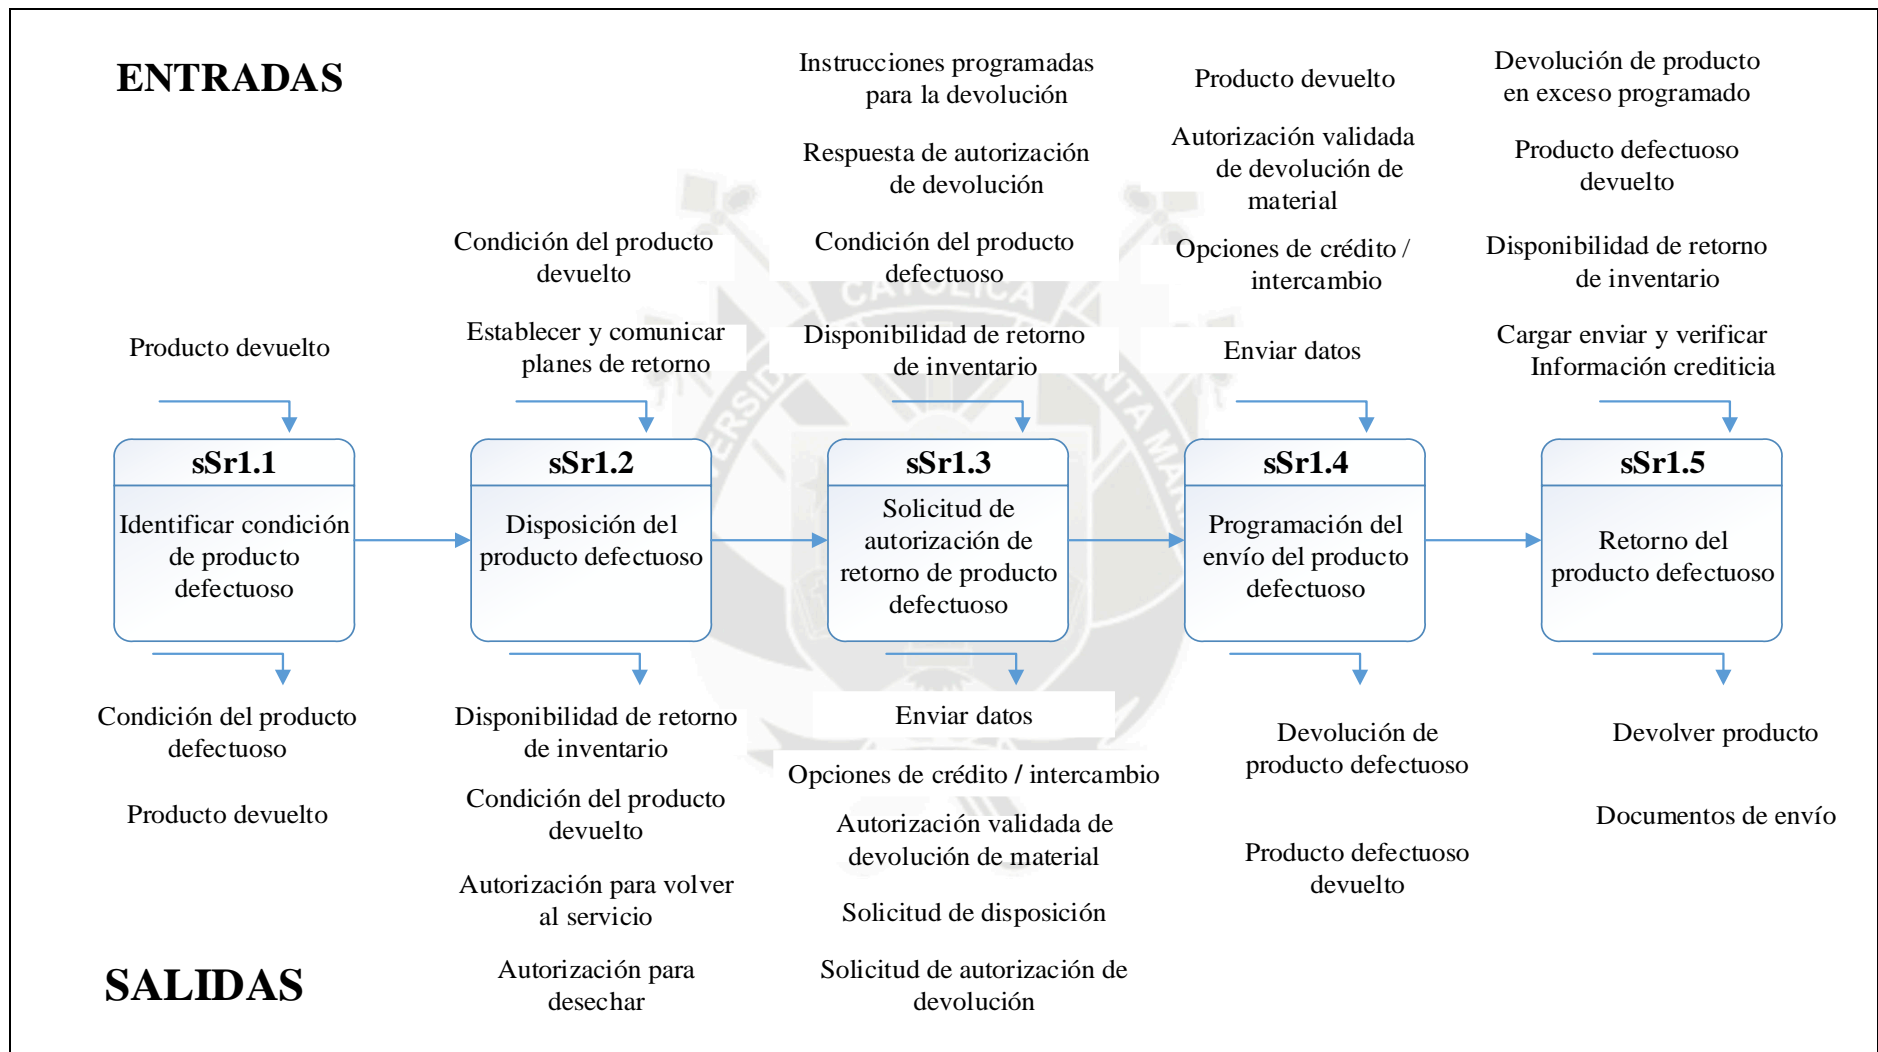 ENTRADAS
Producto devuelto
Condición del producto
devuelto
Establecer y comunicar
planes de retorno
Instrucciones programadas
para la devolución
Respuesta de autorización
de devolución
Condición del producto
defectuoso
Disponibilidad de retorno
de inventario
Producto devuelto
Autorización validada
de devolución de
material
Opciones de crédito /
intercambio
Enviar datos
Devolución de producto
en exceso programado
Producto defectuoso
devuelto
Disponibilidad de retorno
de inventario
Cargar enviar y verificar
Información crediticia
CATOLICA
sSr1.1
Identificar condición
de producto
defectuoso
sSr1.2
Disposición del
producto defectuoso
sSr1.3
Solicitud de
autorización de
retorno de producto
defectuoso
sSr1.4
Programación del
envío del producto
defectuoso
sSr1.5
Retorno del
producto defectuoso
Condición del producto
defectuoso
Producto devuelto
Disponibilidad de retorno
de inventario
Condición del producto
devuelto
Autorización para volver
al servicio
Autorización para
desechar
Enviar datos
Opciones de crédito / intercambio
Autorización validada de
devolución de material
Solicitud de disposición
Solicitud de autorización de
devolución
Devolución de
producto defectuoso
Producto defectuoso
devuelto
Devolver producto
Documentos de envío
SALIDAS